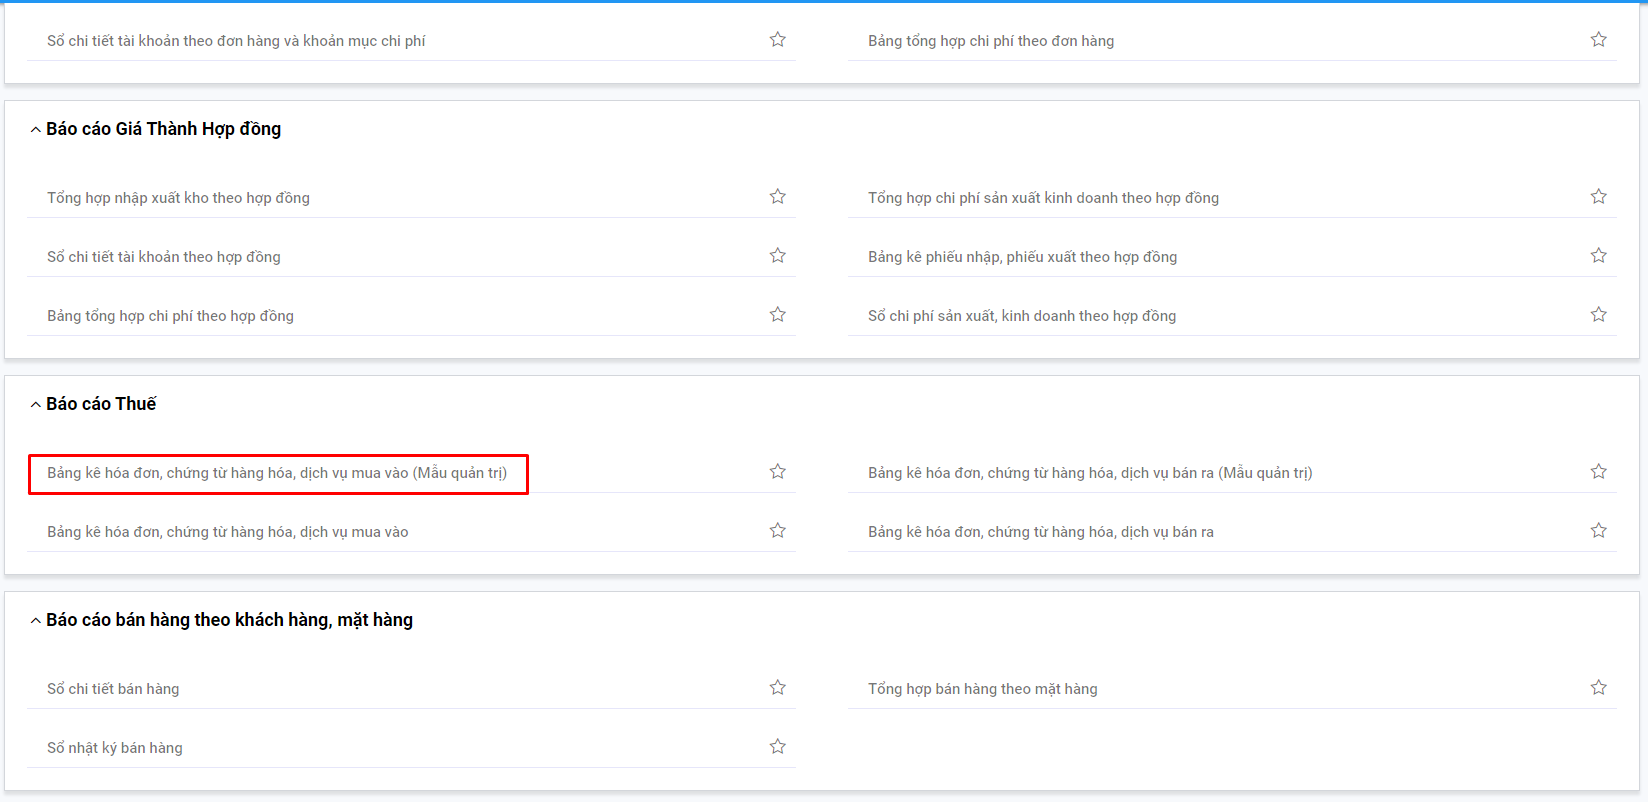 Sổ chi tiết tài khoản theo đơn hàng và khoản mục chi phí
Bảng tổng hợp chi phí theo đơn hàng
Báo cáo Giá Thành Hợp đồng
Tổng hợp nhập xuất kho theo hợp đồng
Tổng hợp chi phí sản xuất kinh doanh theo hợp đồng
Sổ chi tiết tài khoản theo hợp đồng
Bảng kê phiếu nhập, phiếu xuất theo hợp đồng
Bảng tổng hợp chi phí theo hợp đồng
Sổ chi phí sản xuất, kinh doanh theo hợp đồng
Báo cáo Thuế
Bảng kê hóa đơn, chứng từ hàng hóa, dịch vụ mua vào (Mẫu quản trị)
Bảng kê hóa đơn, chứng từ hàng hóa, dịch vụ bán ra (Mẫu quản trị)
Bảng kê hóa đơn, chứng từ hàng hóa, dịch vụ mua vào
Bảng kê hóa đơn, chứng từ hàng hóa, dịch vụ bán ra
Báo cáo bán hàng theo khách hàng, mặt hàng
Sổ chi tiết bán hàng
Tổng hợp bán hàng theo mặt hàng
Sổ nhật ký bán hàng